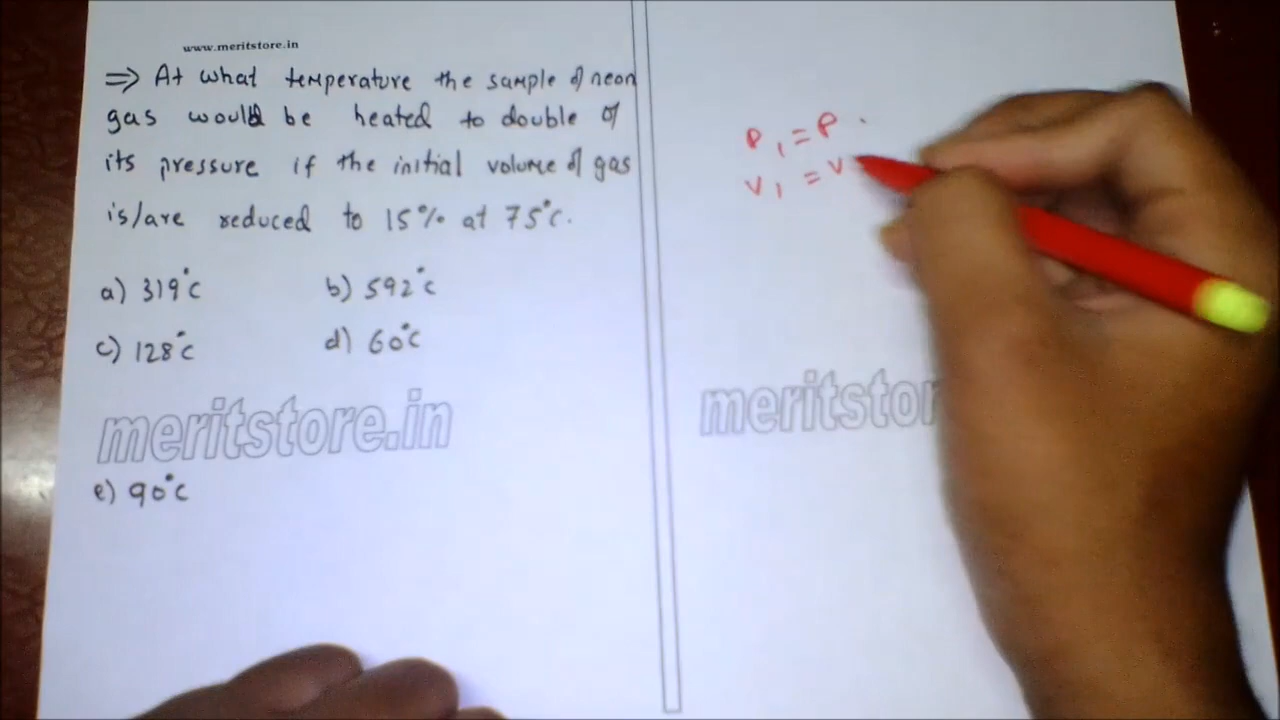 www.meritstore.in
⇒ At what temperature the sample of neon
gas would be heated to double of
its pressure if the initial volume of gas
is/are reduced to 15% at 75°c.
a) 319°c b) 592°c
c) 128°c d) 60°c
meritstore.in
e) 90°c
P1 = P
V1 = V
meritstor